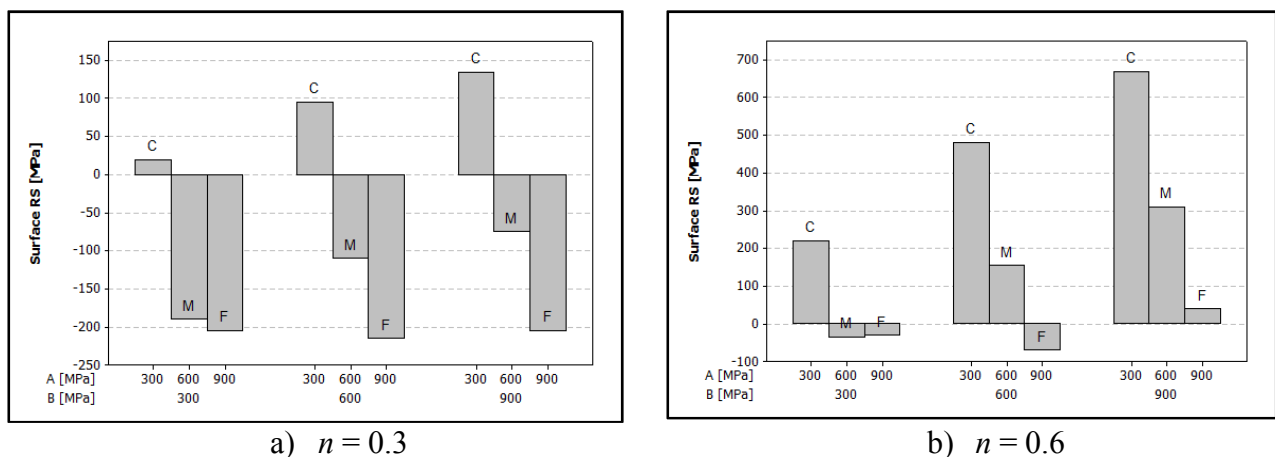 Surface RS [MPa]
150
100
50
0
-50
-100
-150
-200
-250
C
M
F
C
M
F
C
M
F
A [MPa] 300 600 900 300 600 900 300 600 900
B [MPa] 300 600 900
a) n = 0.3
Surface RS [MPa]
700
600
500
400
300
200
100
0
-100
C
M
F
C
M
F
C
M
F
A [MPa] 300 600 900 300 600 900 300 600 900
B [MPa] 300 600 900
b) n = 0.6